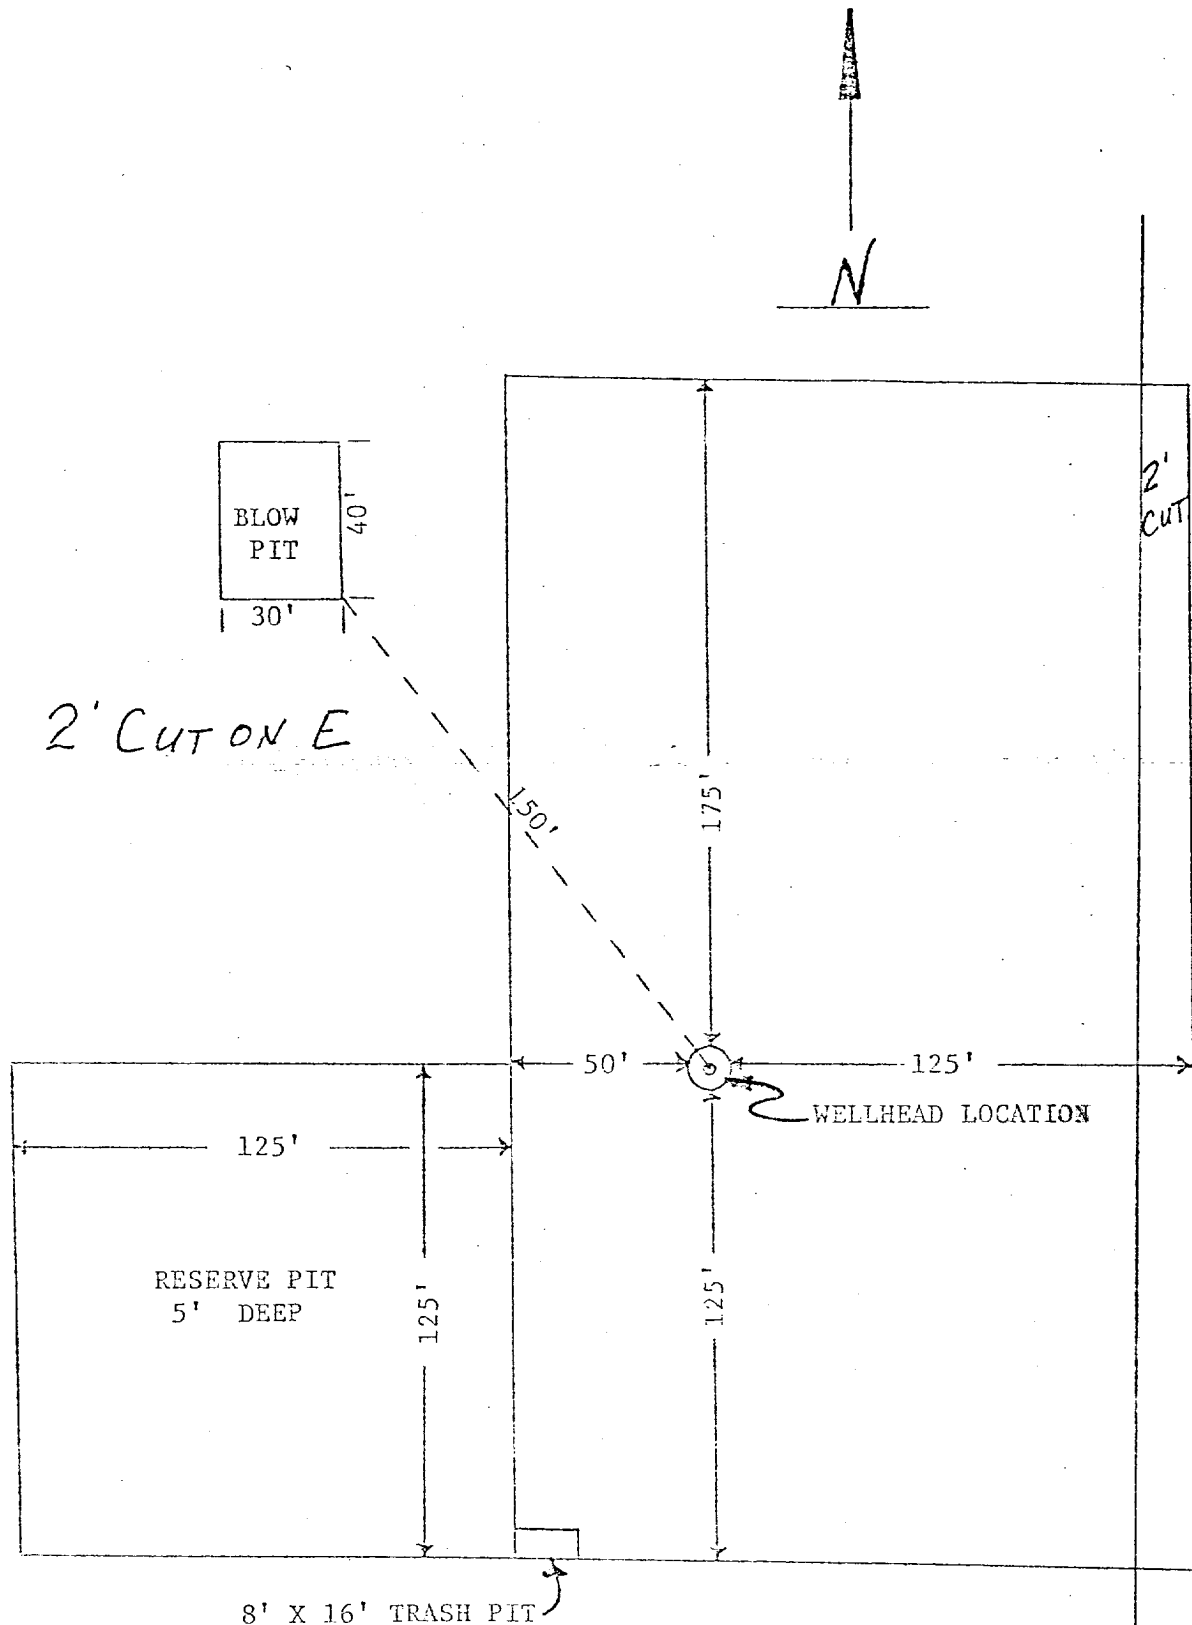 N
2'
CUT
BLOW
PIT
40'
30'
2' CUT ON E
150'
175'
50'
125'
WELLHEAD LOCATION
125'
RESERVE PIT
5' DEEP
125'
125'
8' X 16' TRASH PIT